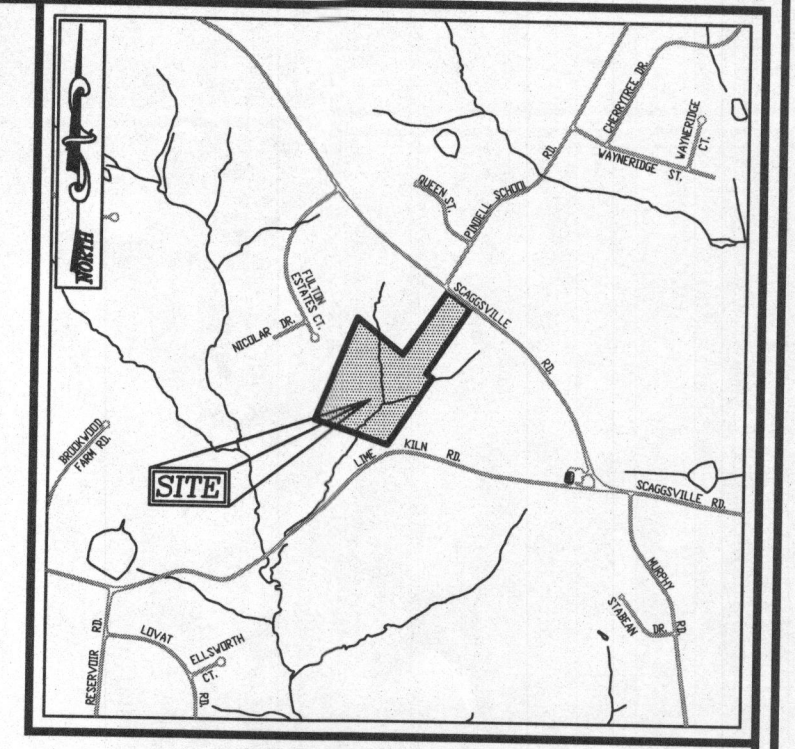 NORTH
CHERRYTREE DR.
WAYNERIDGE
CT.
WAYNERIDGE ST.
QUEEN ST.
PINDELL SCHOOL
RD.
FULTON
ESTATES CT.
NICOLAR DR.
SCAGGSVILLE
RD.
BROOKWOOD
FARM RD.
SITE
LIME KILN RD.
SCAGGSVILLE RD.
MURPHY
RD.
STABEAN
DR.
RESERVOIR RD.
LOVAT
RD.
ELLSWORTH
CT.